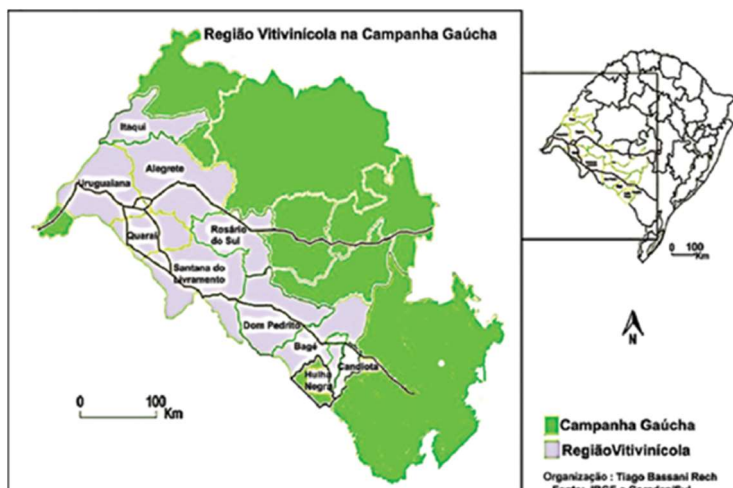 Região Vitivinícola na Campanha Gaúcha
Itaqui
Alegrete
Uruguaiana
Quaraí
Rosário
do Sul
Santana do
Livramento
Dom Pedrito
Bagé
Hulha
Negra
Candiota
0 100
Km
0 100
Km
N
Campanha Gaúcha
RegiãoVitivinícola
Organização : Tiago Bassani Rech